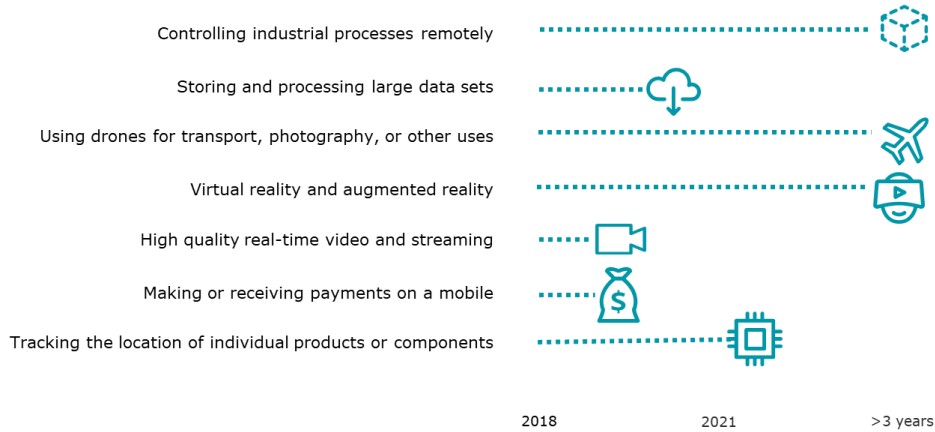 Controlling industrial processes remotely
Storing and processing large data sets
Using drones for transport, photography, or other uses
Virtual reality and augmented reality
High quality real-time video and streaming
Making or receiving payments on a mobile
$
Tracking the location of individual products or components
2018 2021 >3 years